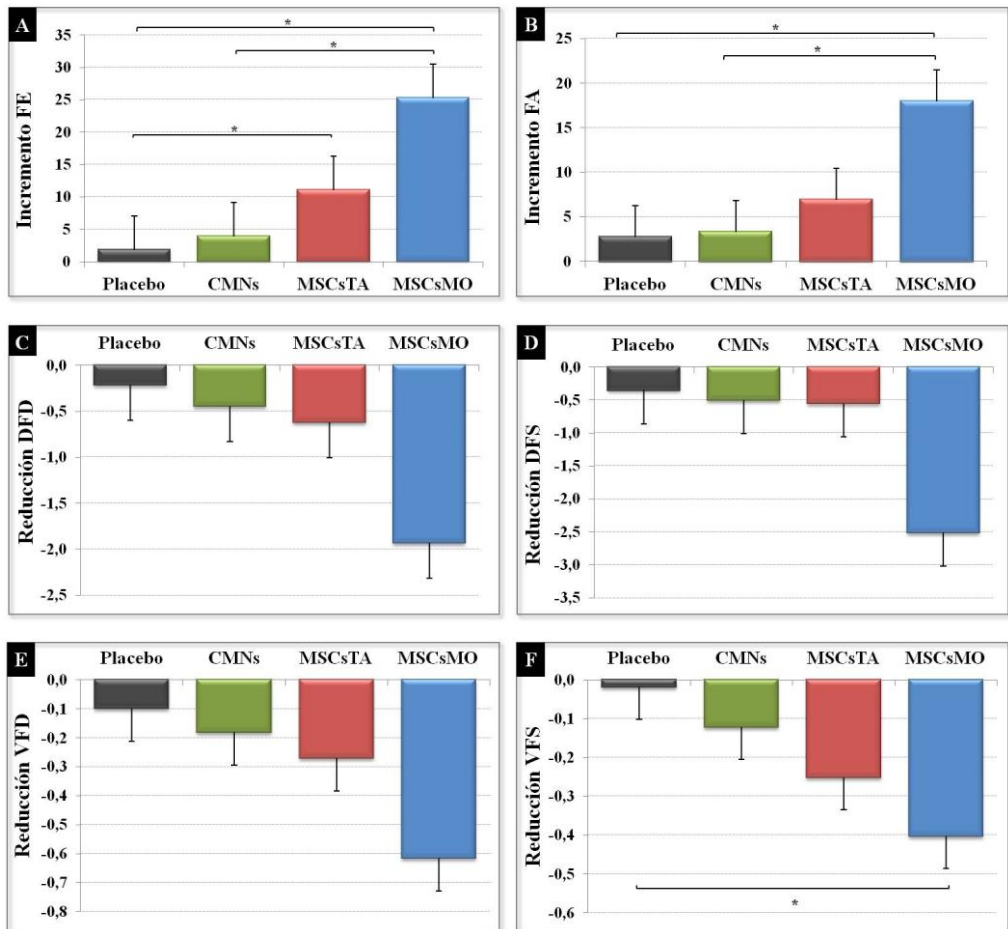 A
Incremento FE
35
30
25
20
15
10
5
0
*
*
*
Placebo CMNs MSCsTA MSCsMO
B
Incremento FA
25
20
15
10
5
0
*
*
Placebo CMNs MSCsTA MSCsMO
C
Placebo CMNs MSCsTA MSCsMO
Reducción DFD
0,0
-0,5
-1,0
-1,5
-2,0
-2,5
D
Placebo CMNs MSCsTA MSCsMO
Reducción DFS
0,0
-0,5
-1,0
-1,5
-2,0
-2,5
-3,0
-3,5
E
Placebo CMNs MSCsTA MSCsMO
Reducción VFD
0,0
-0,1
-0,2
-0,3
-0,4
-0,5
-0,6
-0,7
-0,8
F
Placebo CMNs MSCsTA MSCsMO
Reducción VFS
0,0
-0,1
-0,2
-0,3
-0,4
-0,5
-0,6
*